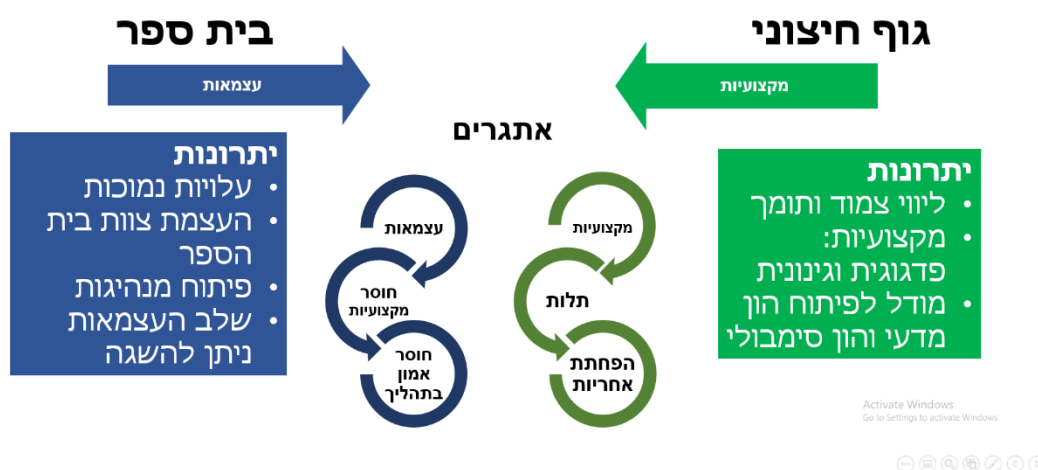 גוף חיצוני
מקצועיות
יתרונות
• ליווי צמוד ותומך
• מקצועיות:
פדגוגית וגינונית
• מודל לפיתוח הון
מדעי והון סימבולי
אתגרים
מקצועיות
תלות
הפחתת
אחריות
עצמאות
חוסר
מקצועיות
חוסר
אמון
בתהליך
בית ספר
עצמאות
יתרונות
• עלויות נמוכות
• העצמת צוות בית
הספר
• פיתוח מנהיגות
• שלב העצמאות
ניתן להשגה
Activate Windows
Go to Settings to activate Windows.